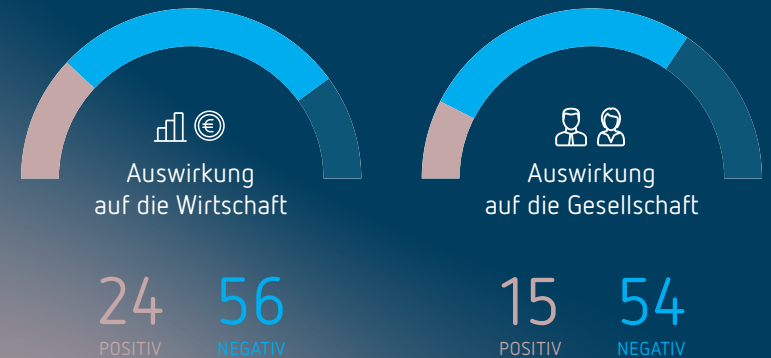 Auswirkung
auf die Wirtschaft
24 56
POSITIV NEGATIV
Auswirkung
auf die Gesellschaft
15 54
POSITIV NEGATIV